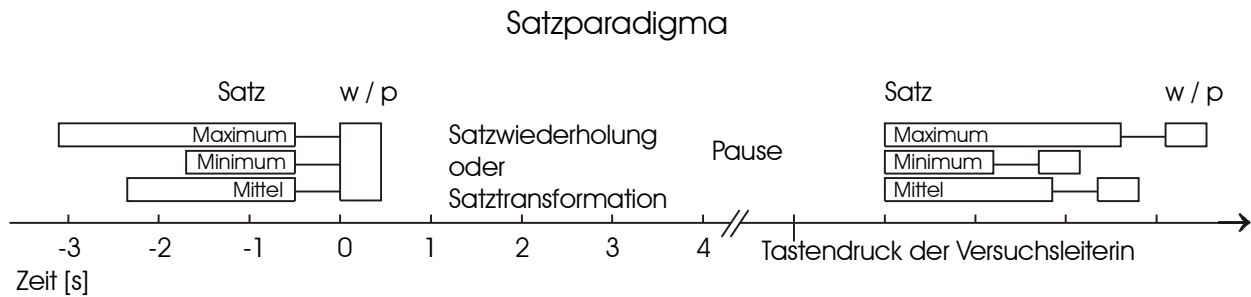 Satzparadigma
Satz w / p Satz w / p
Maximum Maximum
Minimum Minimum
Mittel Mittel
Satzwiederholung
oder
Satztransformation
Pause
-3 -2 -1 0 1 2 3 4
Tastendruck der Versuchsleiterin
Zeit [s]